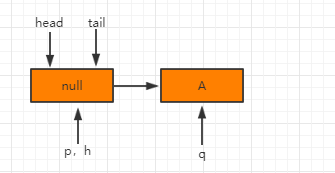 head tail
null A
p, h
q